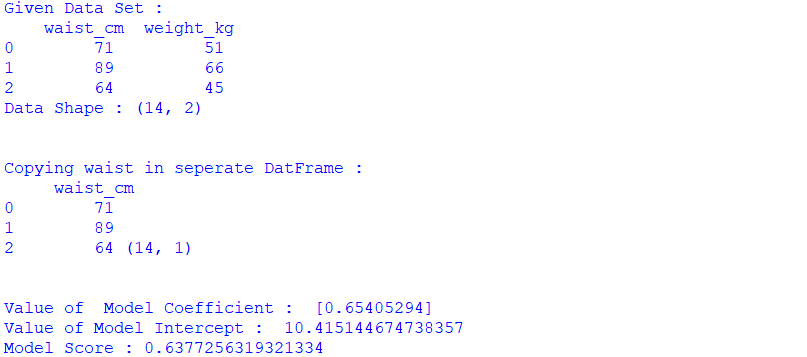 Given Data Set :
    waist_cm  weight_kg
0         71         51
1         89         66
2         64         45
Data Shape : (14, 2)
Copying waist in seperate DatFrame :
     waist_cm
0         71
1         89
2         64 (14, 1)
Value of  Model Coefficient :  [0.65405294]
Value of Model Intercept :  10.415144674738357
Model Score : 0.6377256319321334